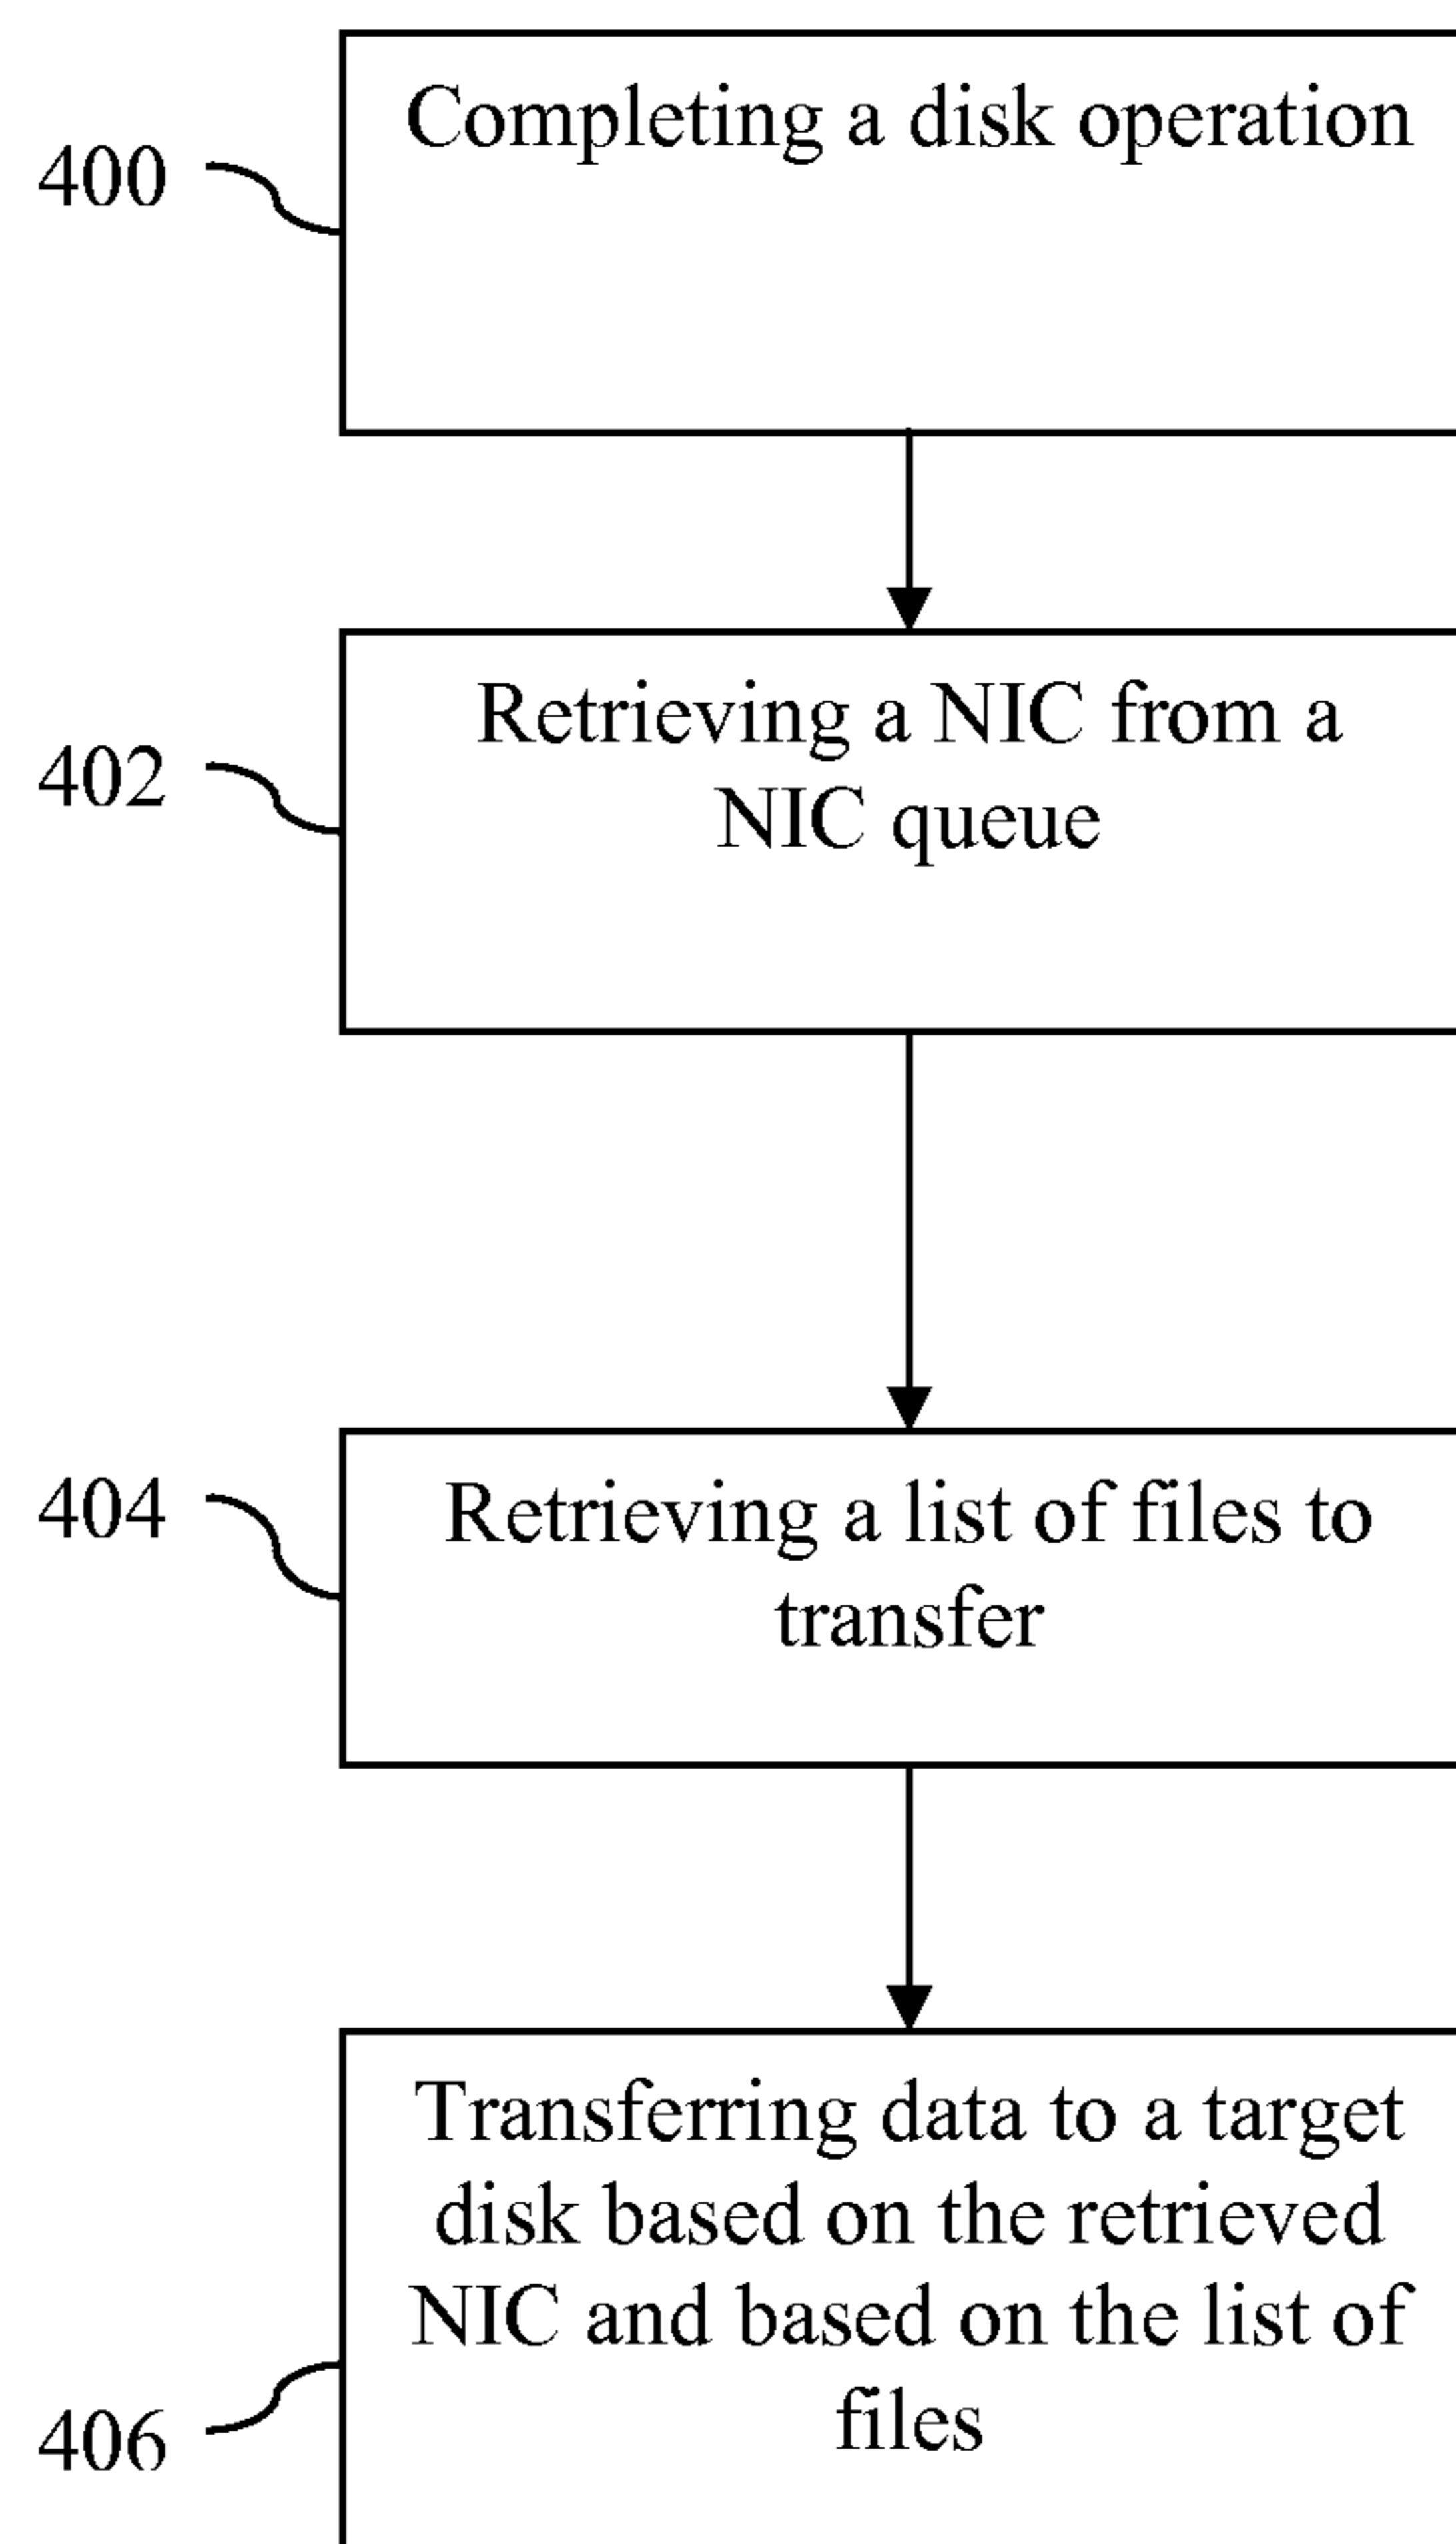 400
Completing a disk operation
402
Retrieving a NIC from a
NIC queue
404
Retrieving a list of files to
transfer
406
Transferring data to a target
disk based on the retrieved
NIC and based on the list of
files